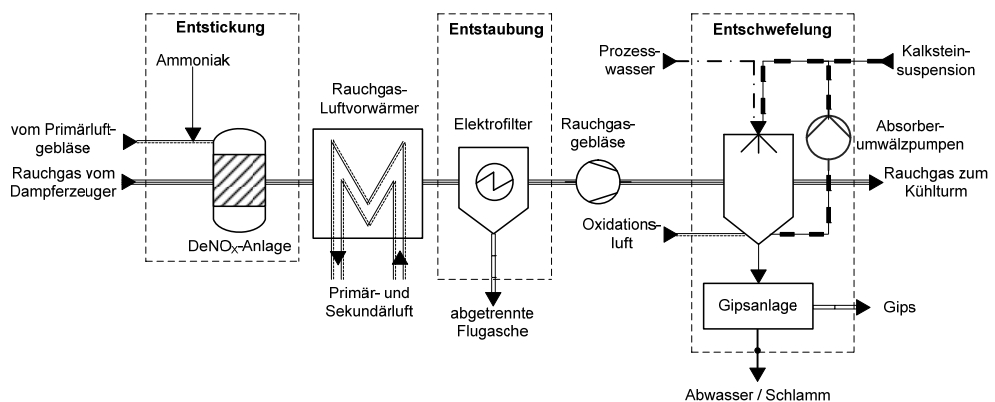 Entstickung
Ammoniak
vom Primärluft-
gebläse
Rauchgas vom
Dampferzeuger
DeNOX-Anlage
Rauchgas-
Luftvorwärmer
Primär- und
Sekundärluft
Entstaubung
Elektrofilter
abgetrennte
Flugasche
Rauchgas-
gebläse
Entschwefelung
Prozess-
wasser
Kalkstein-
suspension
Absorber-
umwälzpumpen
Rauchgas zum
Kühlturm
Oxidations-
luft
Gipsanlage
Gips
Abwasser / Schlamm